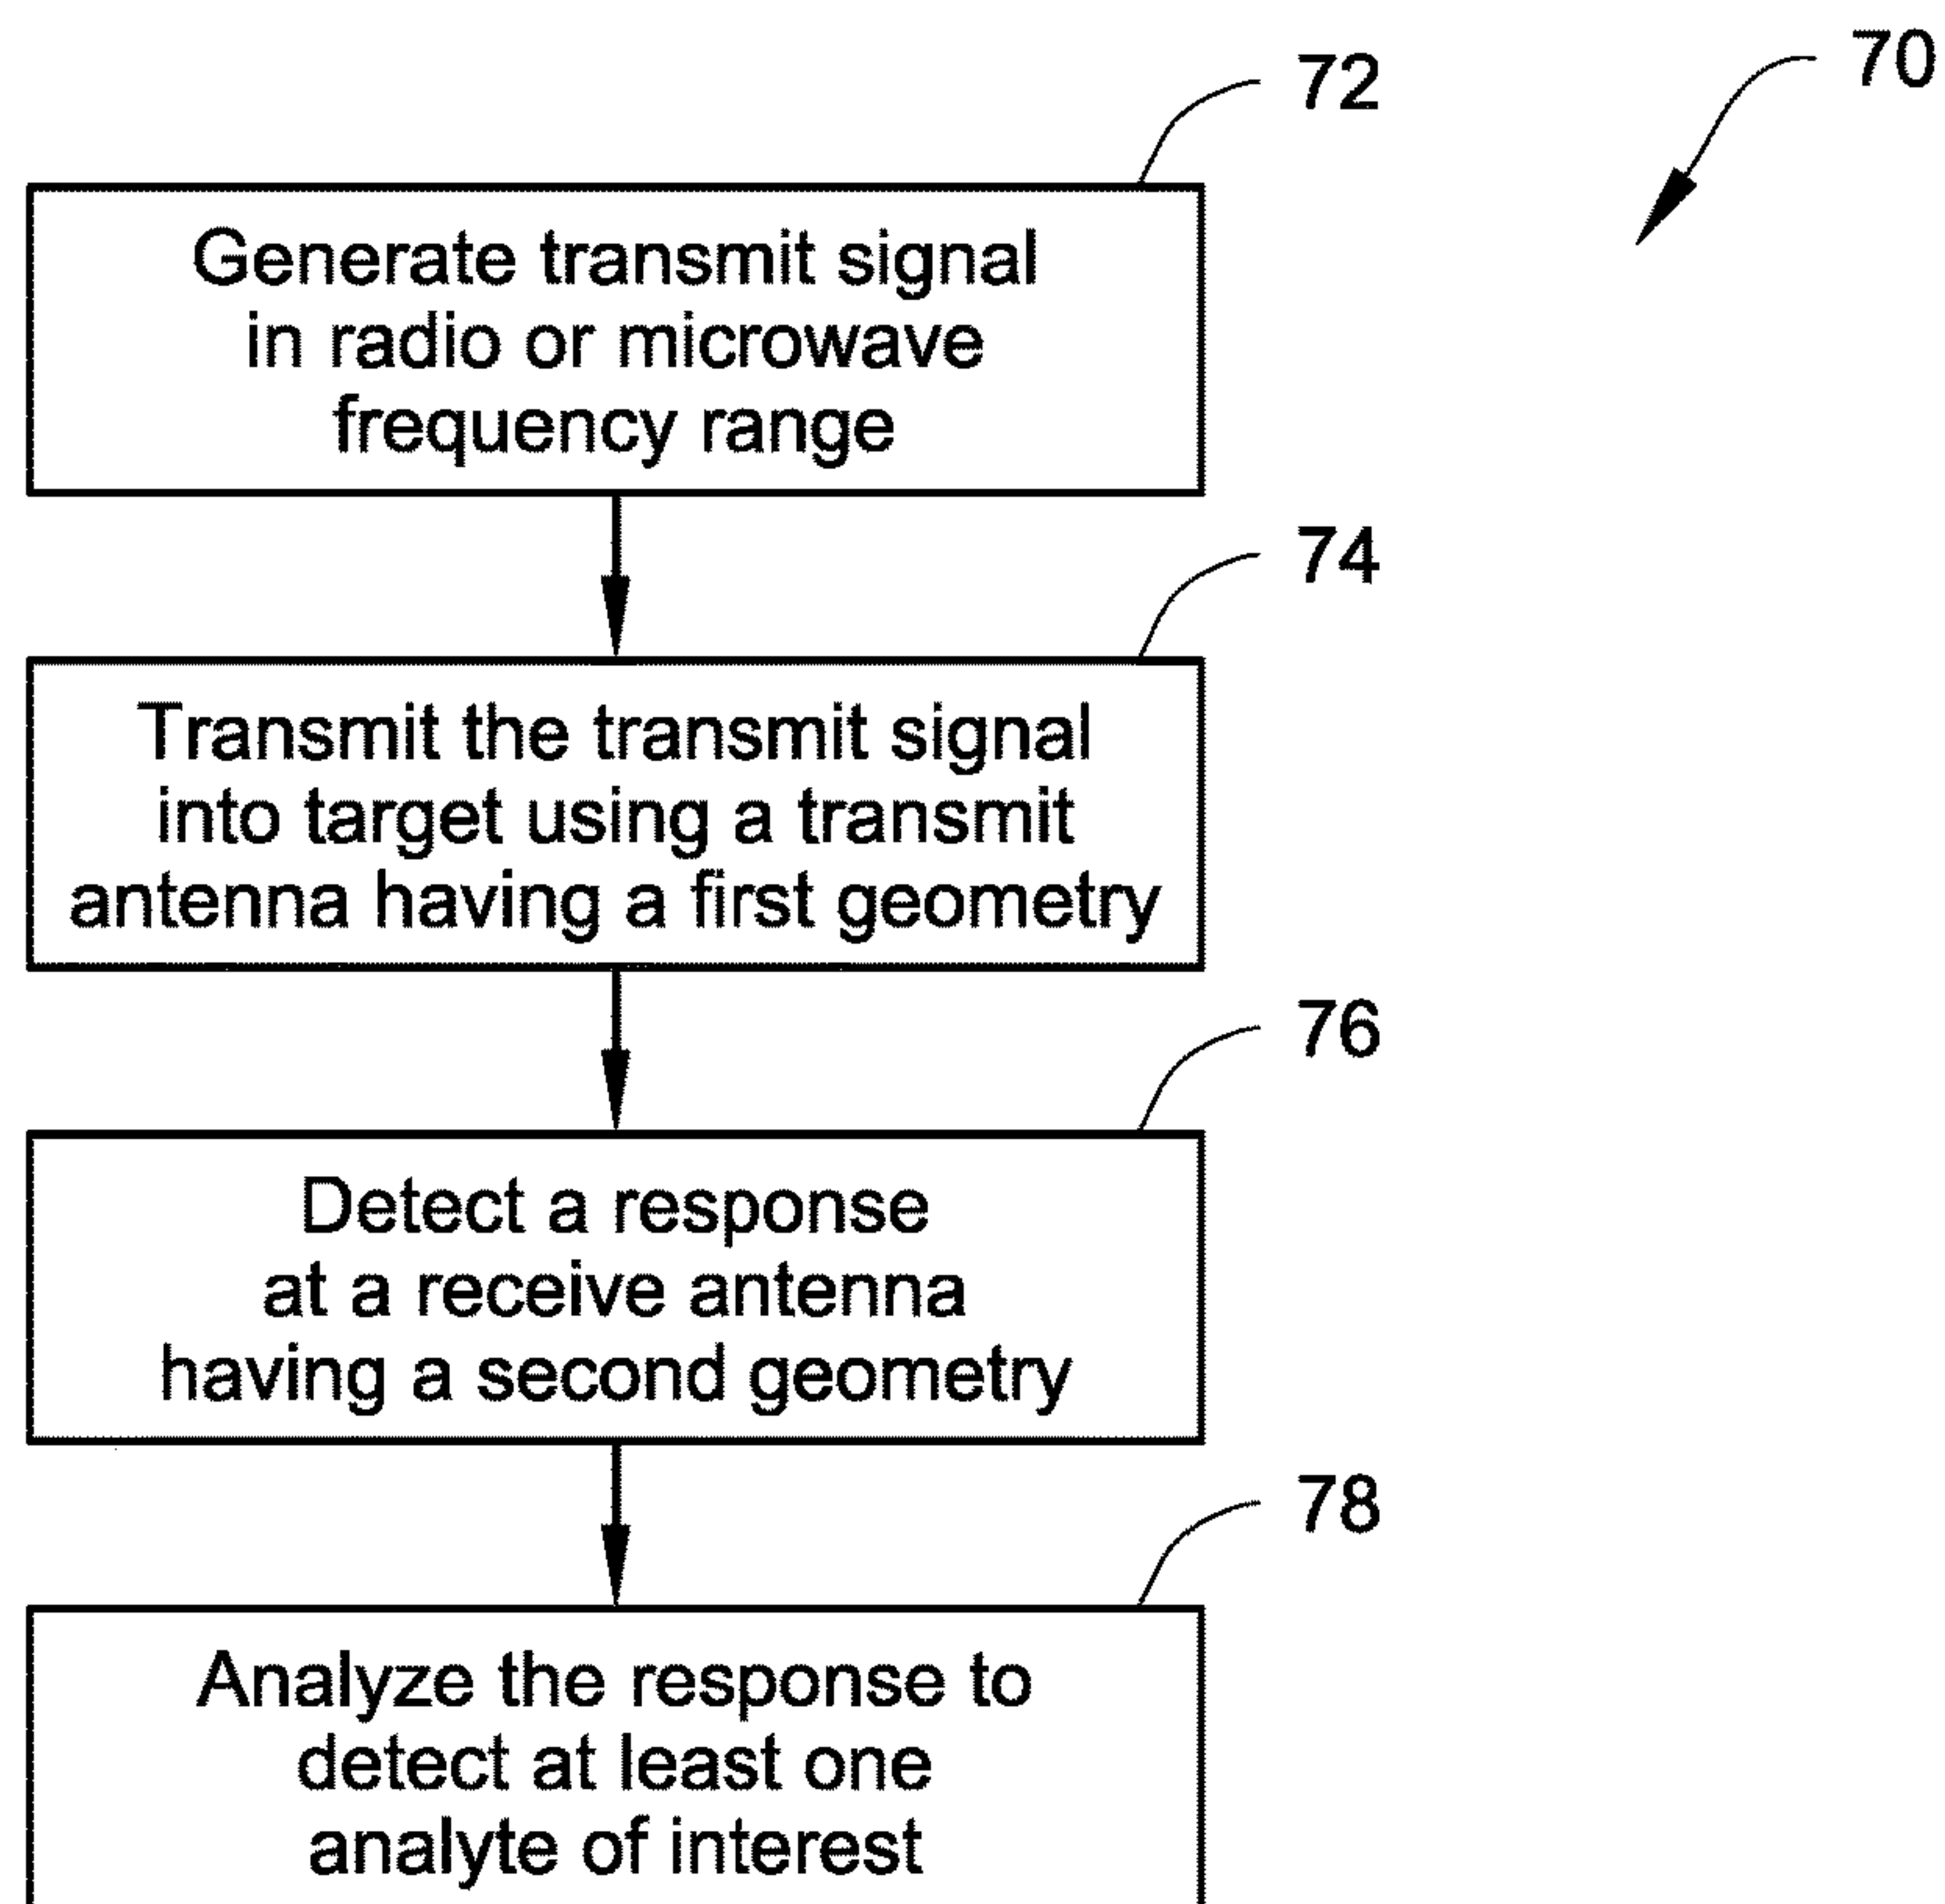 70
72
Generate transmit signal
in radio or microwave
frequency range
74
Transmit the transmit signal
into target using a transmit
antenna having a first geometry
76
Detect a response
at a receive antenna
having a second geometry
78
Analyze the response to
detect at least one
analyte of interest